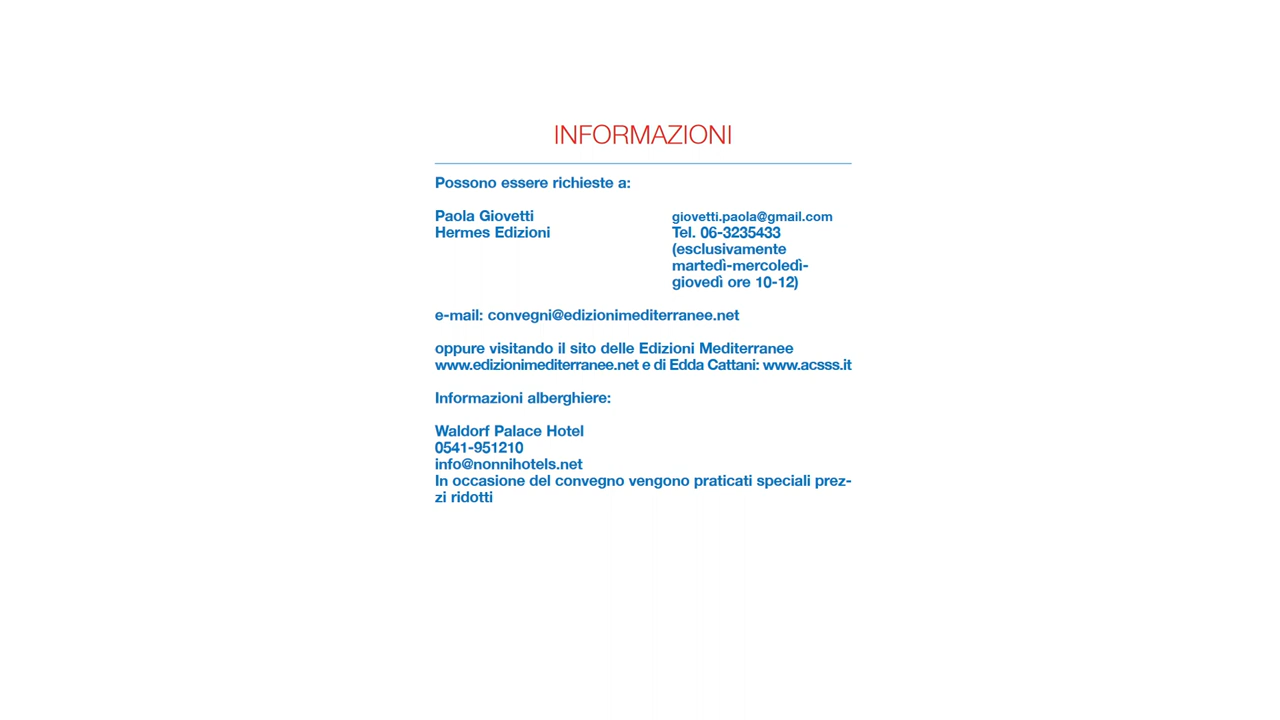 INFORMAZIONI
Possono essere richieste a:
Paola Giovetti
Hermes Edizioni
giovetti.paola@gmail.com
Tel. 06-3235433
(esclusivamente
martedì-mercoledì-
giovedì ore 10-12)
e-mail: convegni@edizionimediterranee.net
oppure visitando il sito delle Edizioni Mediterranee
www.edizionimediterranee.net e di Edda Cattani: www.acsss.it
Informazioni alberghiere:
Waldorf Palace Hotel
0541-951210
info@nonnihotels.net
In occasione del convegno vengono praticati speciali prez-
zi ridotti